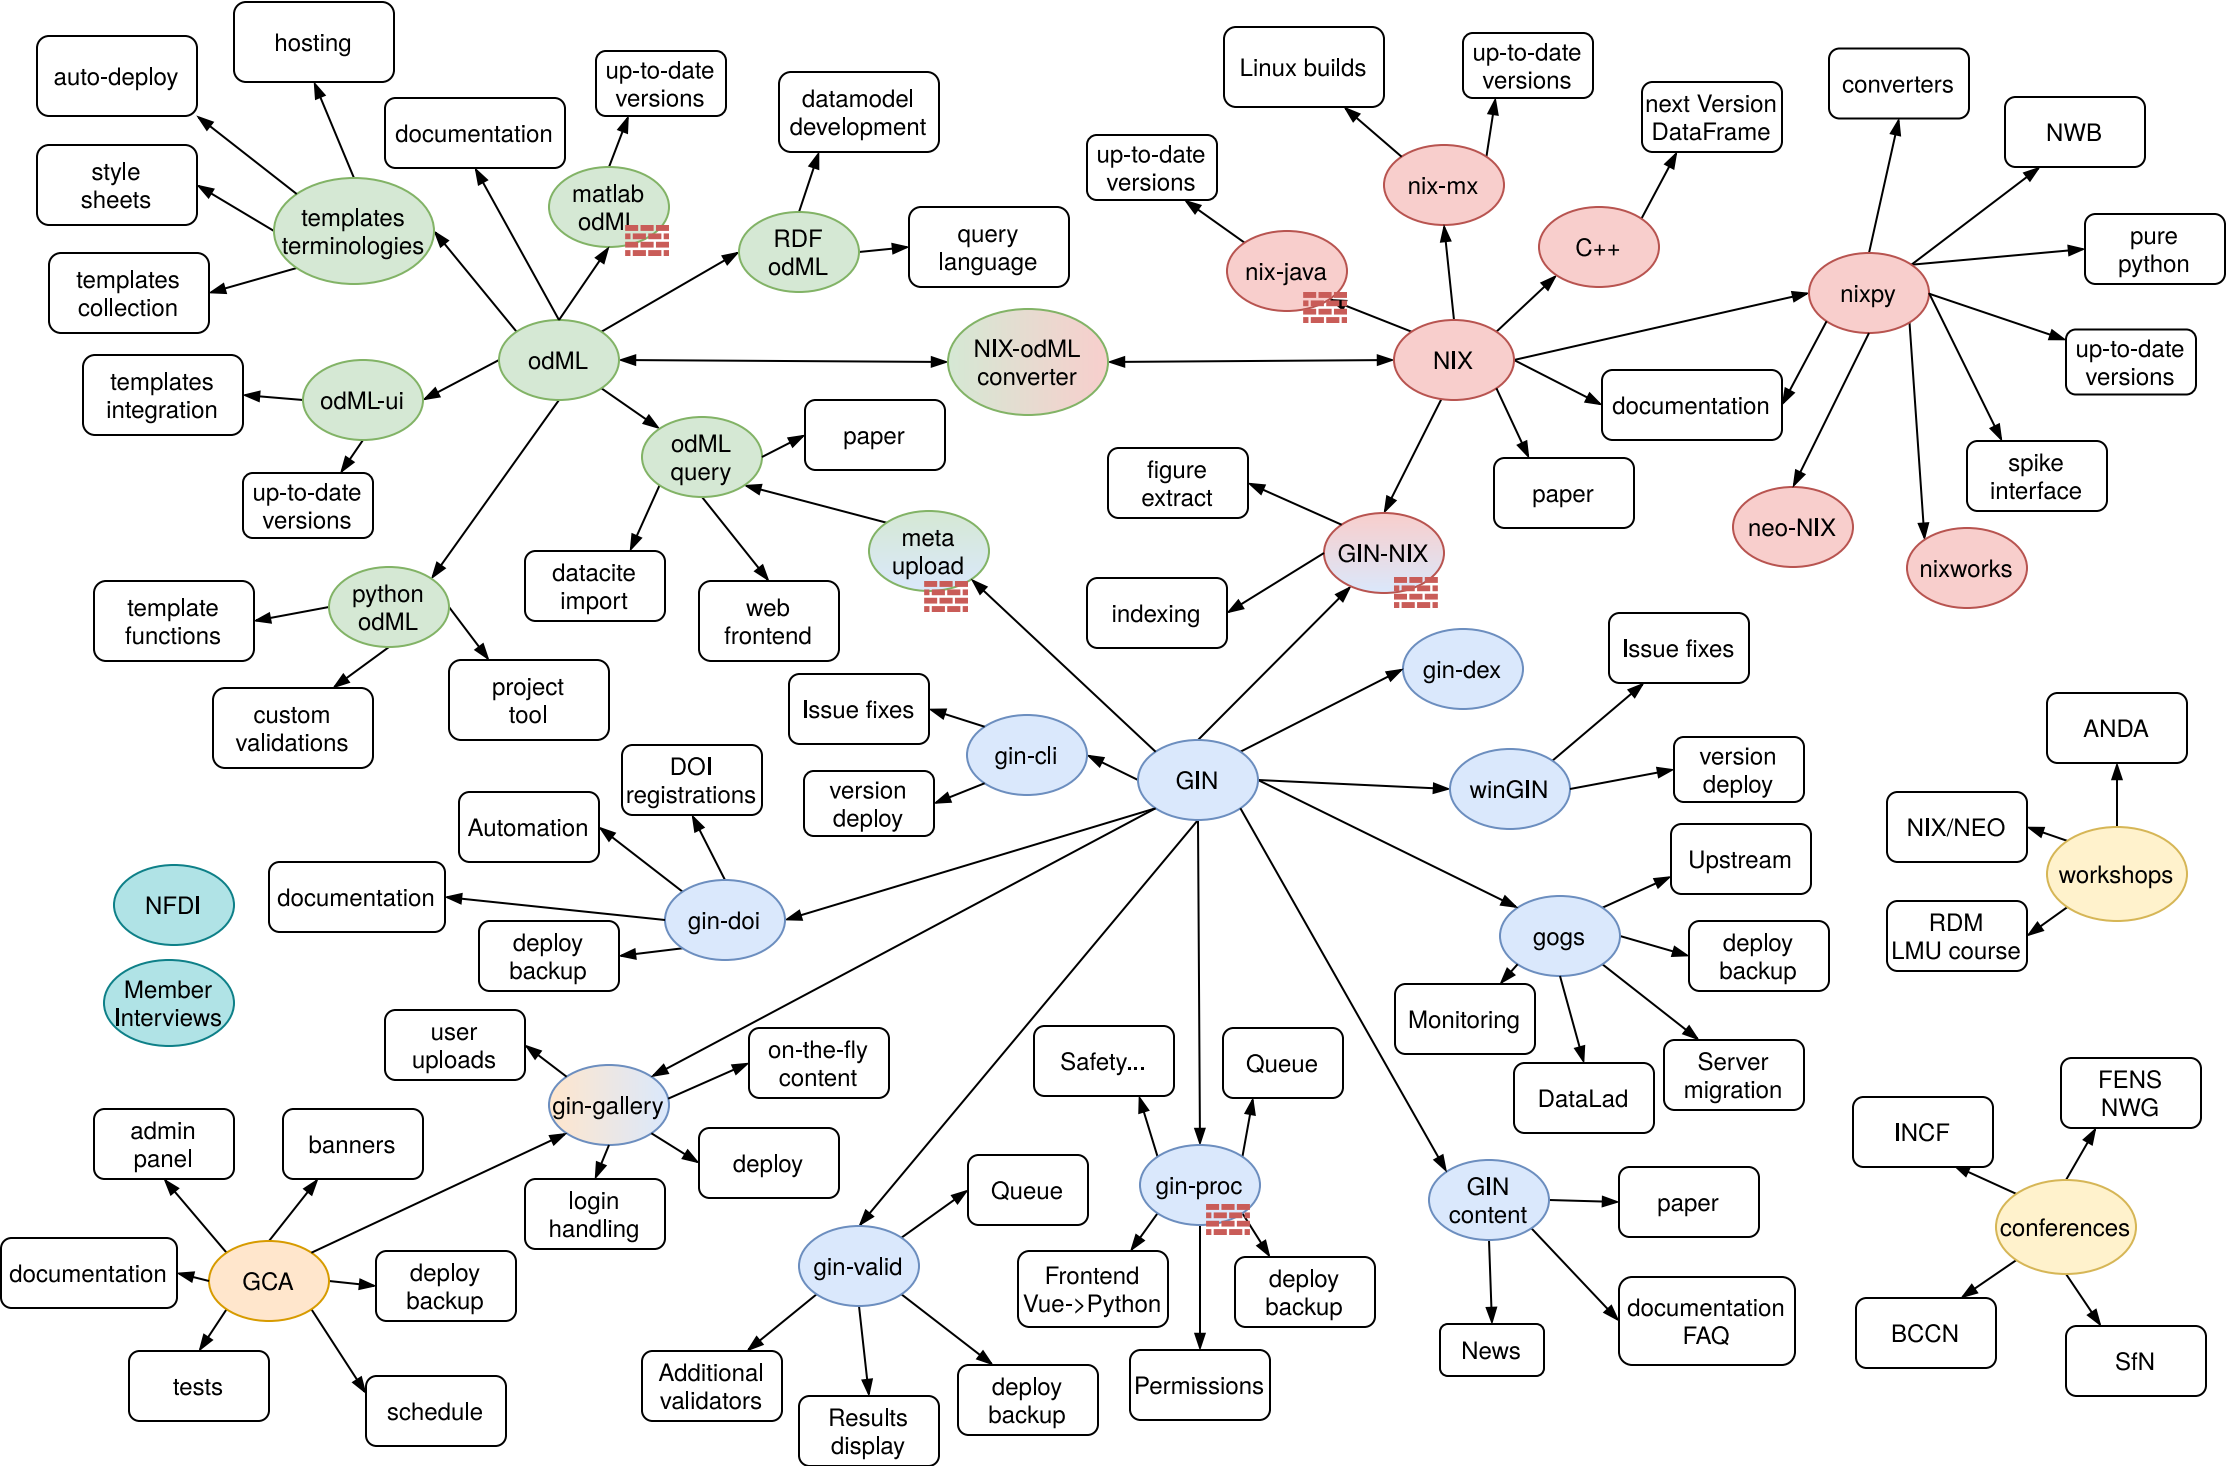 hosting
auto-deploy
style
sheets
templates
collection
templates
terminologies
documentation
up-to-date
versions
matlab
odML
datamodel
development
RDF
odML
query
language
odML
templates
integration
odML-ui
up-to-date
versions
NIX-odML
converter
odML
query
paper
datacite
import
web
frontend
meta
upload
python
odML
template
functions
custom
validations
project
tool
Linux builds
up-to-date
versions
next Version
DataFrame
up-to-date
versions
nix-mx
nix-java
C++
NIX
converters
NWB
pure
python
nixpy
up-to-date
versions
documentation
spike
interface
paper
neo-NIX
nixworks
figure
extract
GIN-NIX
indexing
gin-dex
Issue fixes
GIN
winGIN
version
deploy
Issue fixes
gin-cli
version
deploy
DOI
registrations
Automation
documentation
gin-doi
deploy
backup
NFDI
Member
Interviews
Upstream
gogs
deploy
backup
Monitoring
DataLad
Server
migration
ANDA
NIX/NEO
workshops
RDM
LMU course
user
uploads
on-the-fly
content
gin-gallery
deploy
login
handling
admin
panel
banners
documentation
GCA
deploy
backup
tests
schedule
Safety...
Queue
gin-proc
Frontend
Vue->Python
deploy
backup
Permissions
Queue
gin-valid
Additional
validators
Results
display
deploy
backup
GIN
content
paper
documentation
FAQ
News
FENS
NWG
INCF
conferences
BCCN
SfN